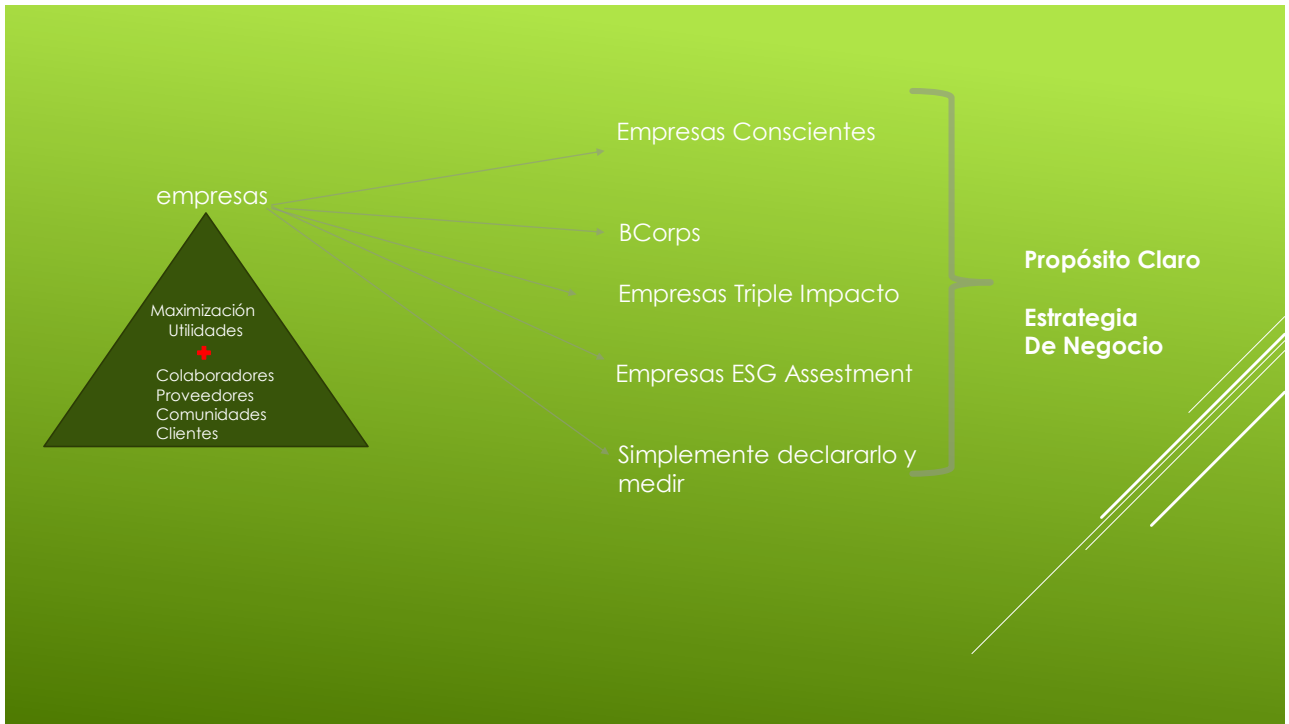 empresas
Maximización
Utilidades
Colaboradores
Proveedores
Comunidades
Clientes
Empresas Conscientes
BCorps
Empresas Triple Impacto
Empresas ESG Assestment
Simplemente declararlo y
medir
Propósito Claro
Estrategia
De Negocio